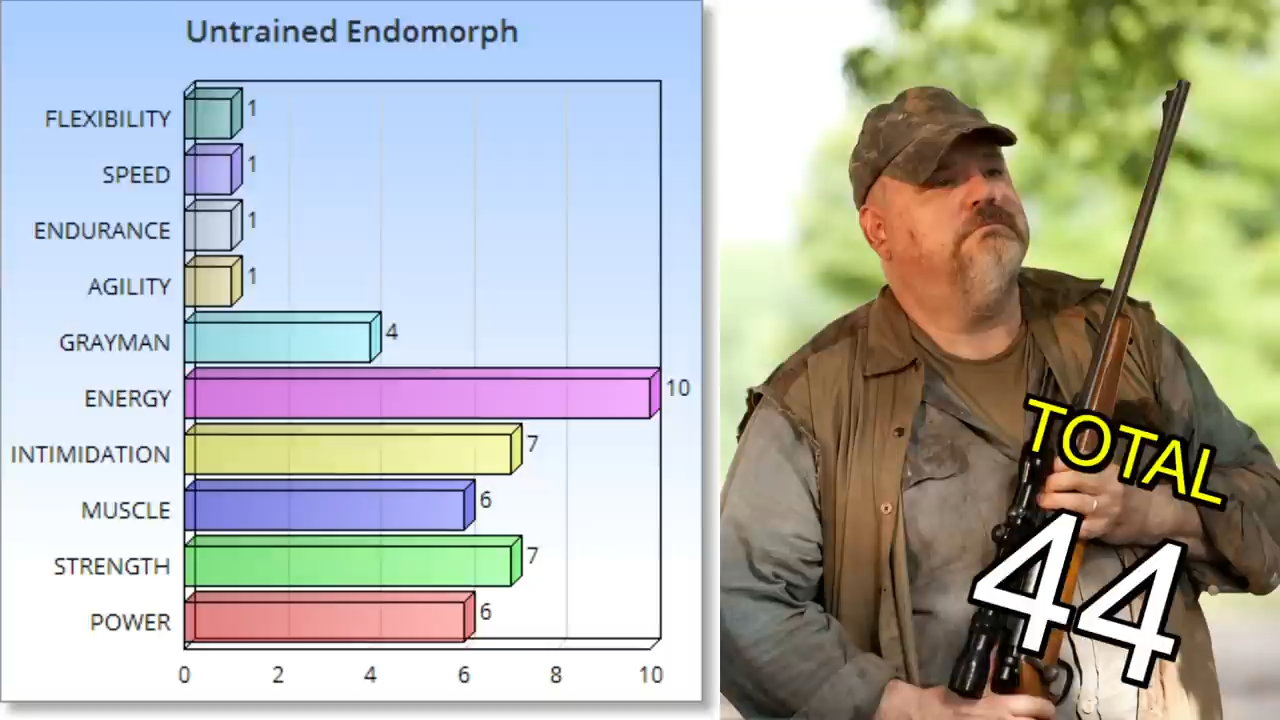 Untrained Endomorph
FLEXIBILITY 1
SPEED 1
ENDURANCE 1
AGILITY 1
GRAYMAN 4
ENERGY 10
INTIMIDATION 7
MUSCLE 6
STRENGTH 7
POWER 6
0 2 4 6 8 10
TOTAL
44